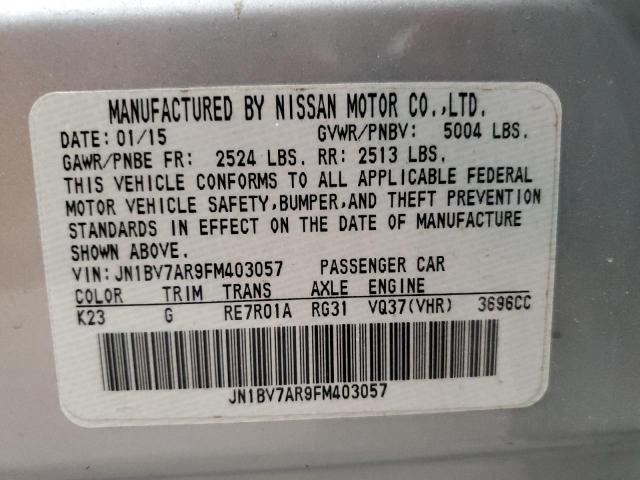 MANUFACTURED BY NISSAN MOTOR CO.,LTD.
DATE: 01/15 GVWR/PNBV: 5004 LBS.
GAWR/PNBE FR: 2524 LBS. RR: 2513 LBS.
THIS VEHICLE CONFORMS TO ALL APPLICABLE FEDERAL
MOTOR VEHICLE SAFETY,BUMPER,AND THEFT PREVENTION
STANDARDS IN EFFECT ON THE DATE OF MANUFACTURE
SHOWN ABOVE.
VIN: JN1BV7AR9FM403057 PASSENGER CAR
COLOR TRIM TRANS AXLE ENGINE
K23 G RE7R01A RG31 VQ37(VHR) 3696CC
JN1BV7AR9FM403057